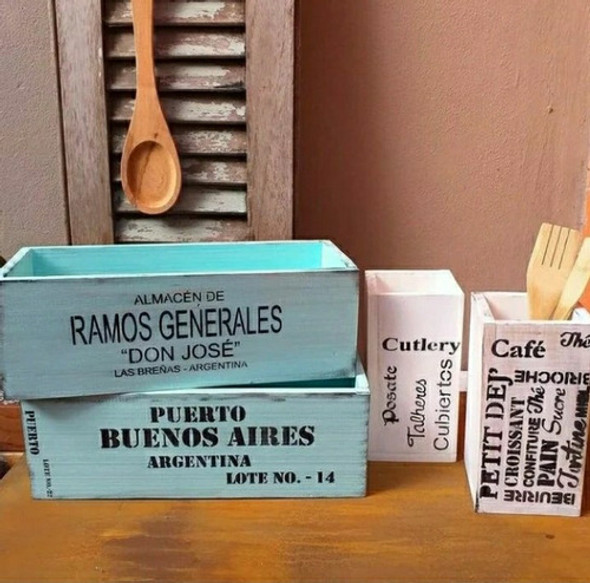 ALMACÉN DE
RAMOS GENERALES
"DON JOSÉ"
LAS BREÑAS - ARGENTINA
PUERTO
BUENOS AIRES
ARGENTINA
LOTE NO. - 14
PUERTO
Cutlery
Posate
Talheres
Cubiertos
Café
Thé
PETIT DEJ'
CROISSANT
CONFITURE
Thé
PAIN
Sucre
Tartine
BRIOCHE
BEURRE